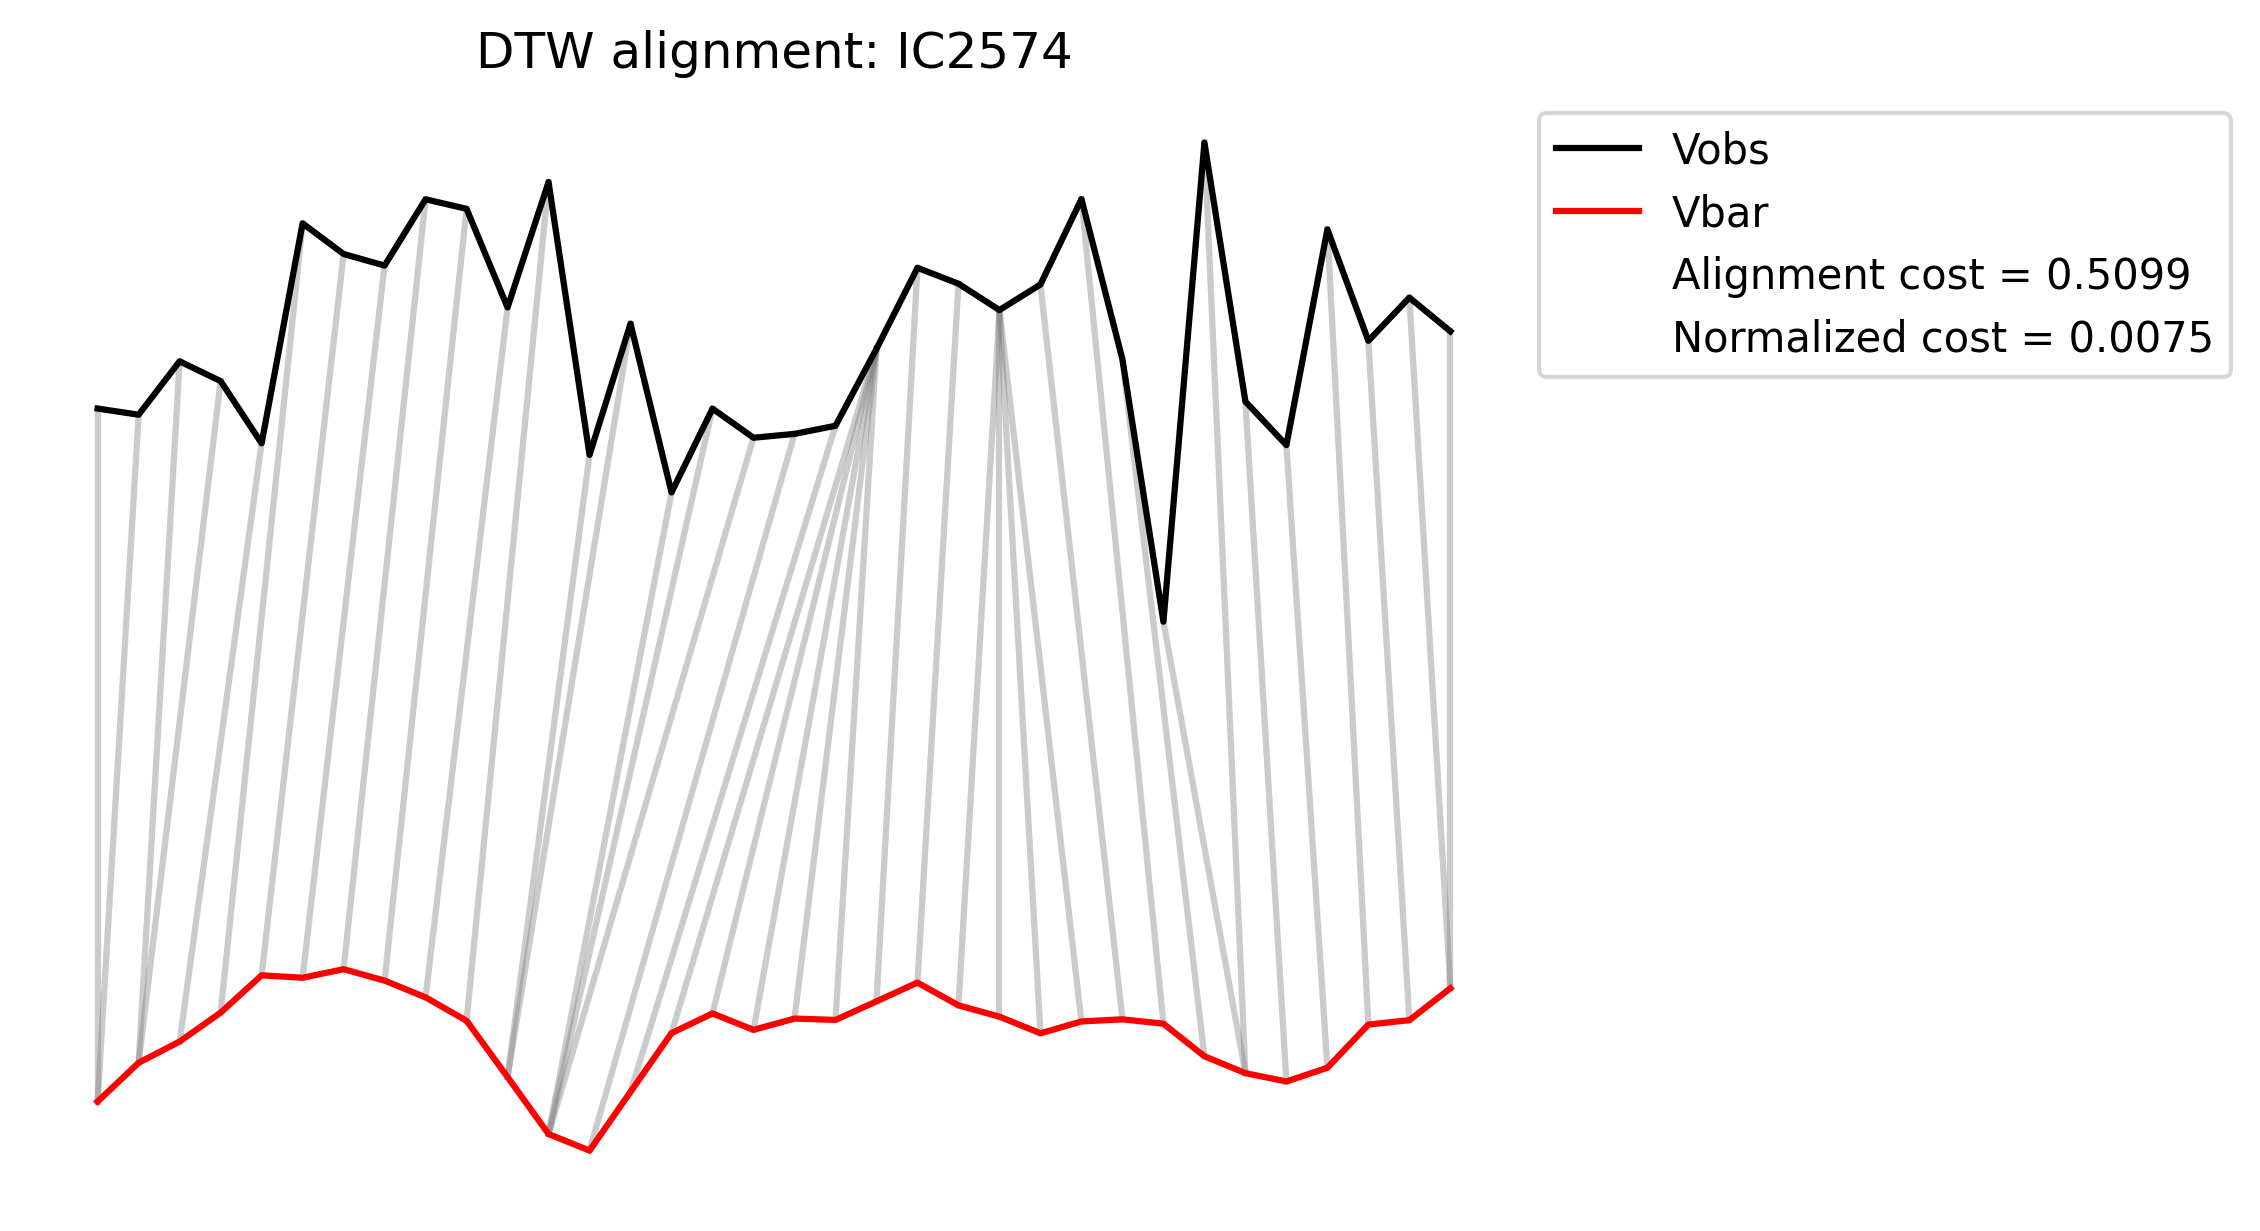 DTW alignment: IC2574
Vobs
Vbar
Alignment cost = 0.5099
Normalized cost = 0.0075